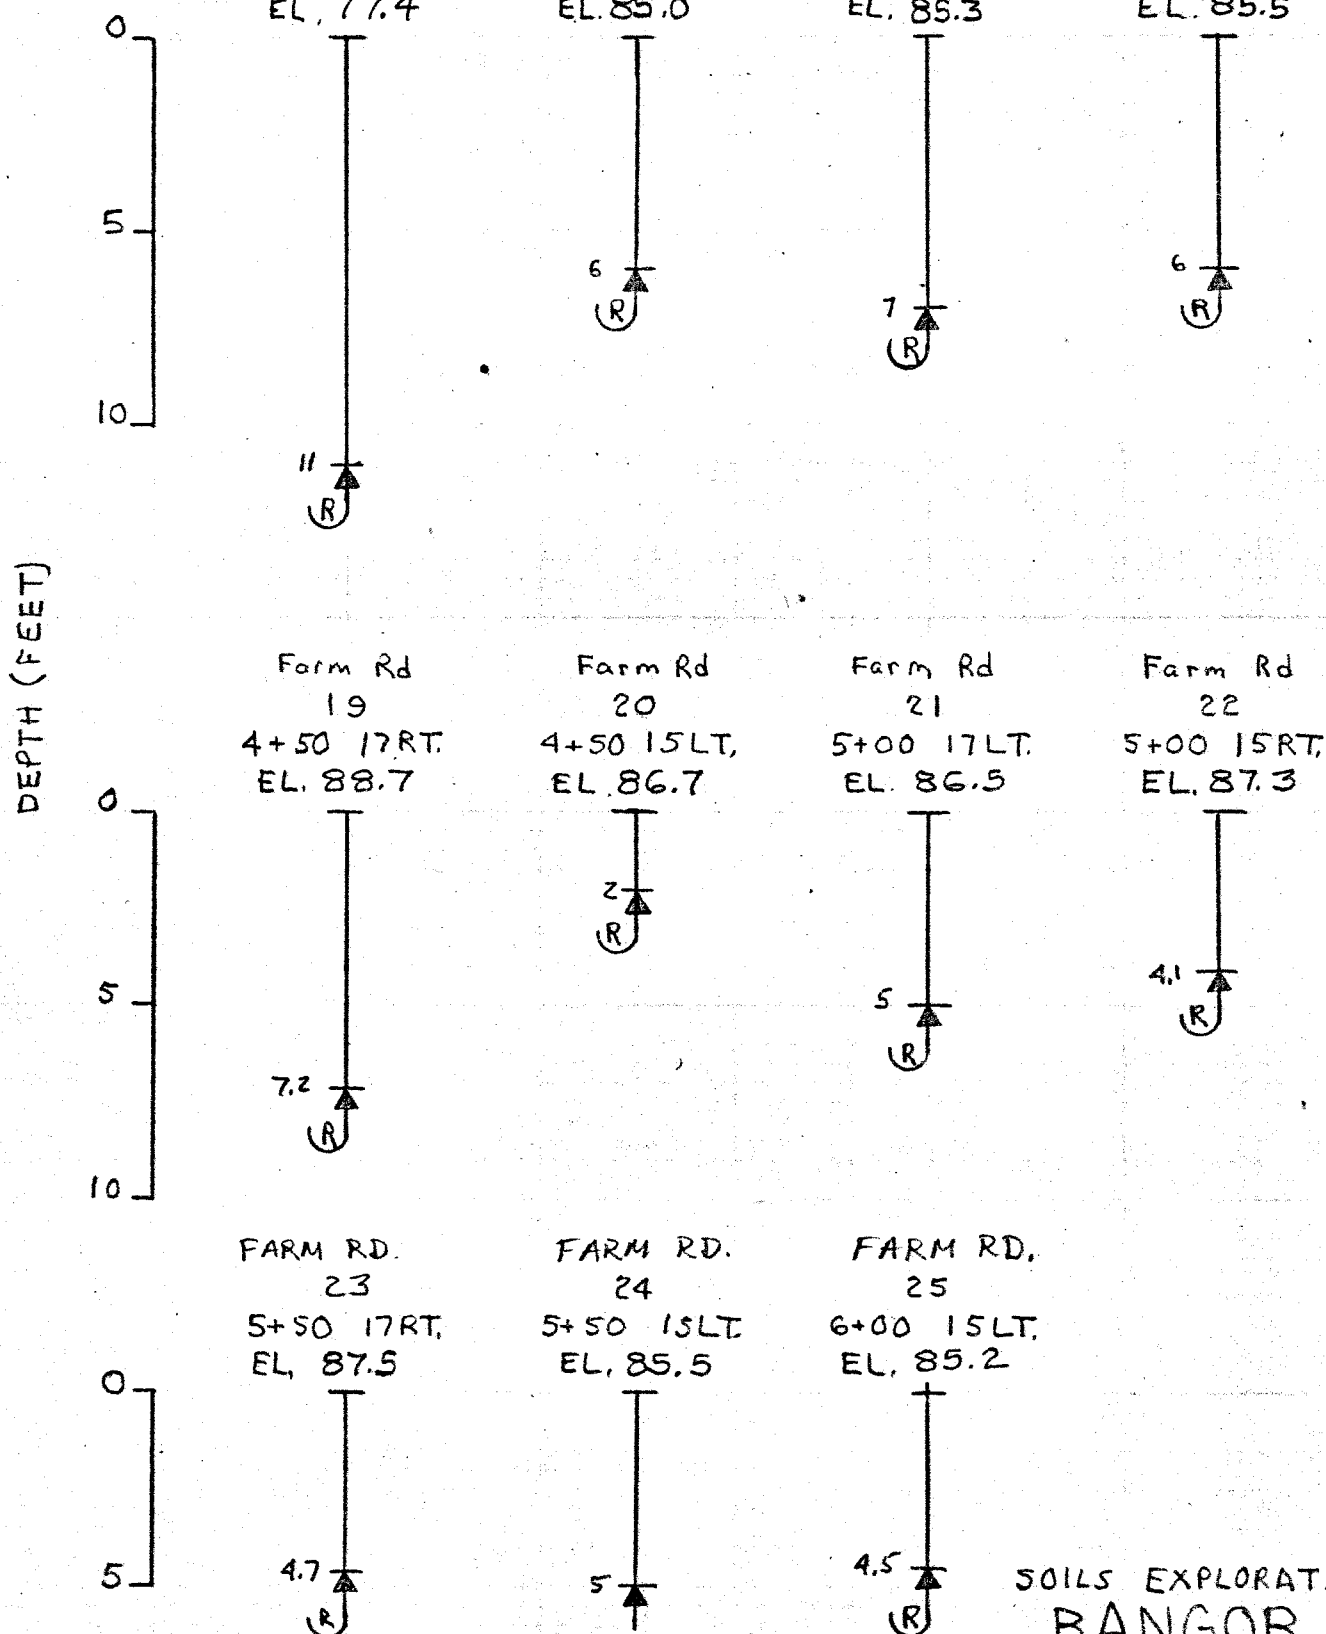 EL. 77.4 EL. 85.0 EL. 85.3 EL. 85.5
0
5
6 6
R R
7
R
10
11
R
DEPTH (FEET)
Farm Rd Farm Rd Farm Rd Farm Rd
19 20 21 22
4+50 17RT. 4+50 15LT. 5+00 17LT. 5+00 15RT.
EL. 88.7 EL. 86.7 EL. 86.5 EL. 87.3
0
2
R
4.1
5 5
R R
7.2
R
10
FARM RD. FARM RD. FARM RD.
23 24 25
5+50 17RT. 5+50 15LT. 6+00 15LT.
EL. 87.5 EL. 85.5 EL. 85.2
0
4.7 4.5
5 5
R R
SOILS EXPLORAT
BANGOR